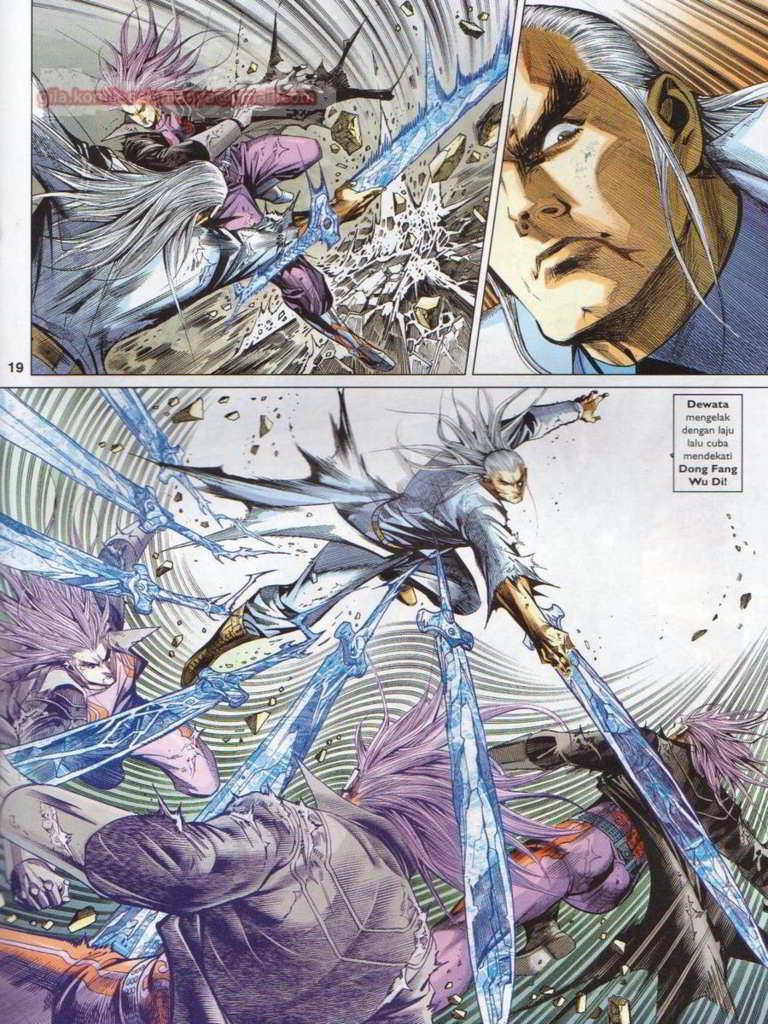 19
Dewata
mengelak
dengan laju
lalu cuba
mendekati
Dong Fang
Wu Di!